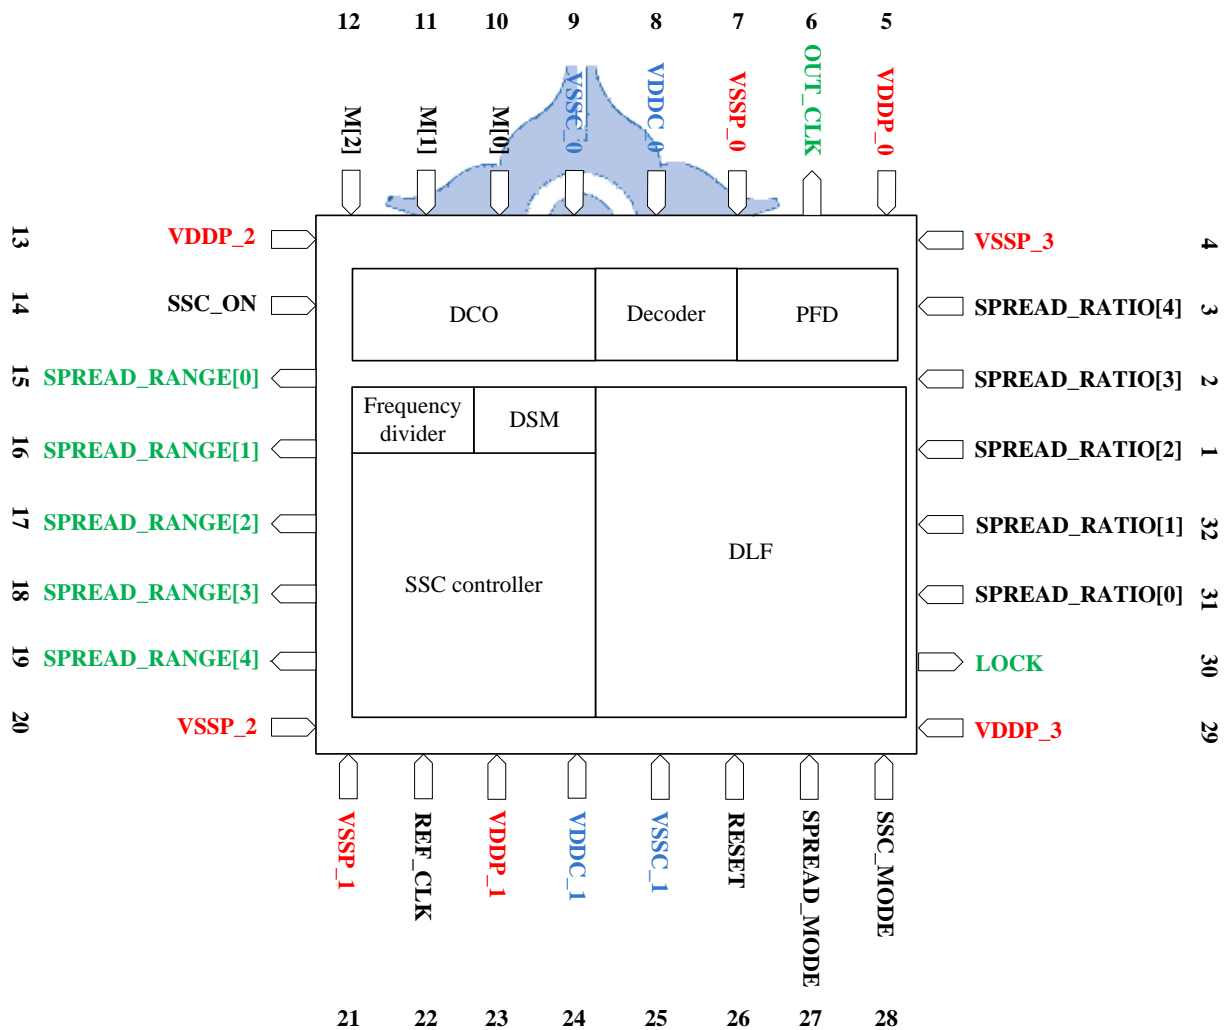 12 11 10 9 8 7 6 5
M[2] M[1] M[0] VSSC_0 VDDC_0 VSSP_0 OUT_CLK VDDP_0
13 VDDP_2 VSSP_3 4
14 SSC_ON SPREAD_RATIO[4] 3
DCO Decoder PFD
15 SPREAD_RANGE[0] SPREAD_RATIO[3] 2
Frequency
divider
DSM
16 SPREAD_RANGE[1] SPREAD_RATIO[2] 1
17 SPREAD_RANGE[2] SPREAD_RATIO[1] 32
DLF
SSC controller
18 SPREAD_RANGE[3] SPREAD_RATIO[0] 31
19 SPREAD_RANGE[4] LOCK 30
20 VSSP_2 VDDP_3 29
VSSP_1 REF_CLK VDDP_1 VDDC_1 VSSC_1 RESET SPREAD_MODE SSC_MODE
21 22 23 24 25 26 27 28